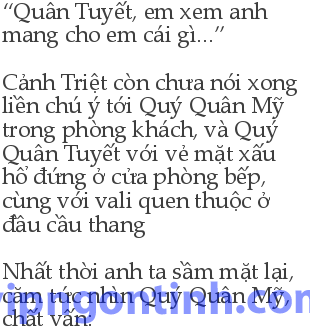 “Quân Tuyết, em xem anh
mang cho em cái gì...”
Cảnh Triệt còn chưa nói xong
liền chú ý tới Quý Quân Mỹ
trong phòng khách, và Quý
Quân Tuyết với vẻ mặt xấu
hổ đứng ở cửa phòng bếp,
cùng với vali quen thuộc ở
đầu cầu thang
Nhất thời anh ta sầm mặt lại,
căm tức nhìn Quý Quân Mỹ,
chất vấn: